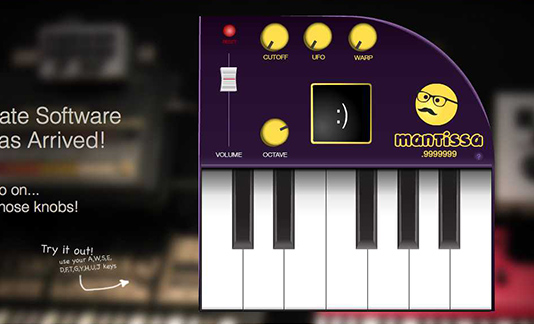 ate Software
as Arrived!
o on...
hose knobs!
Try it out!
use your A,W,S,E,
D,F,T,G,Y,H,U,J keys
CUTOFF
UFO
WARP
:)
VOLUME
OCTAVE
mantissa
.9999999